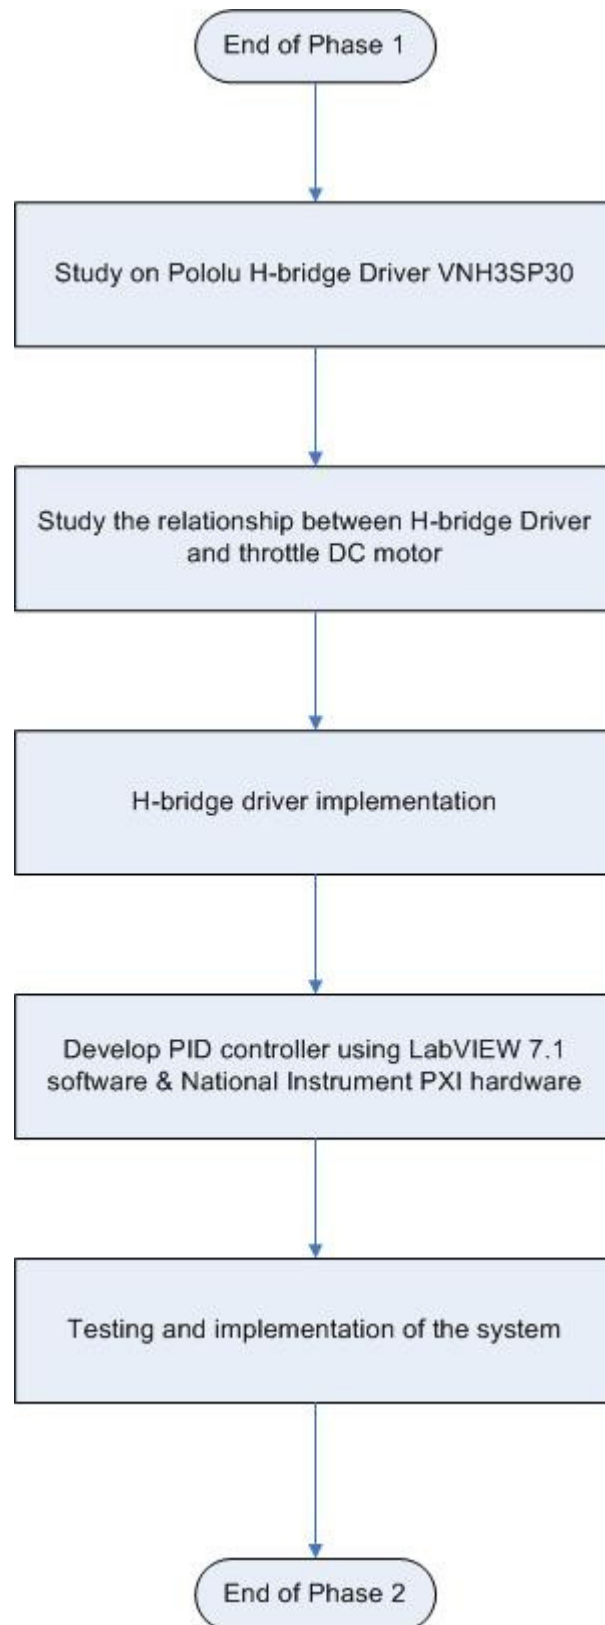 End of Phase 1
Study on Pololu H-bridge Driver VNH3SP30
Study the relationship between H-bridge Driver
and throttle DC motor
H-bridge driver implementation
Develop PID controller using LabVIEW 7.1
software & National Instrument PXI hardware
Testing and implementation of the system
End of Phase 2